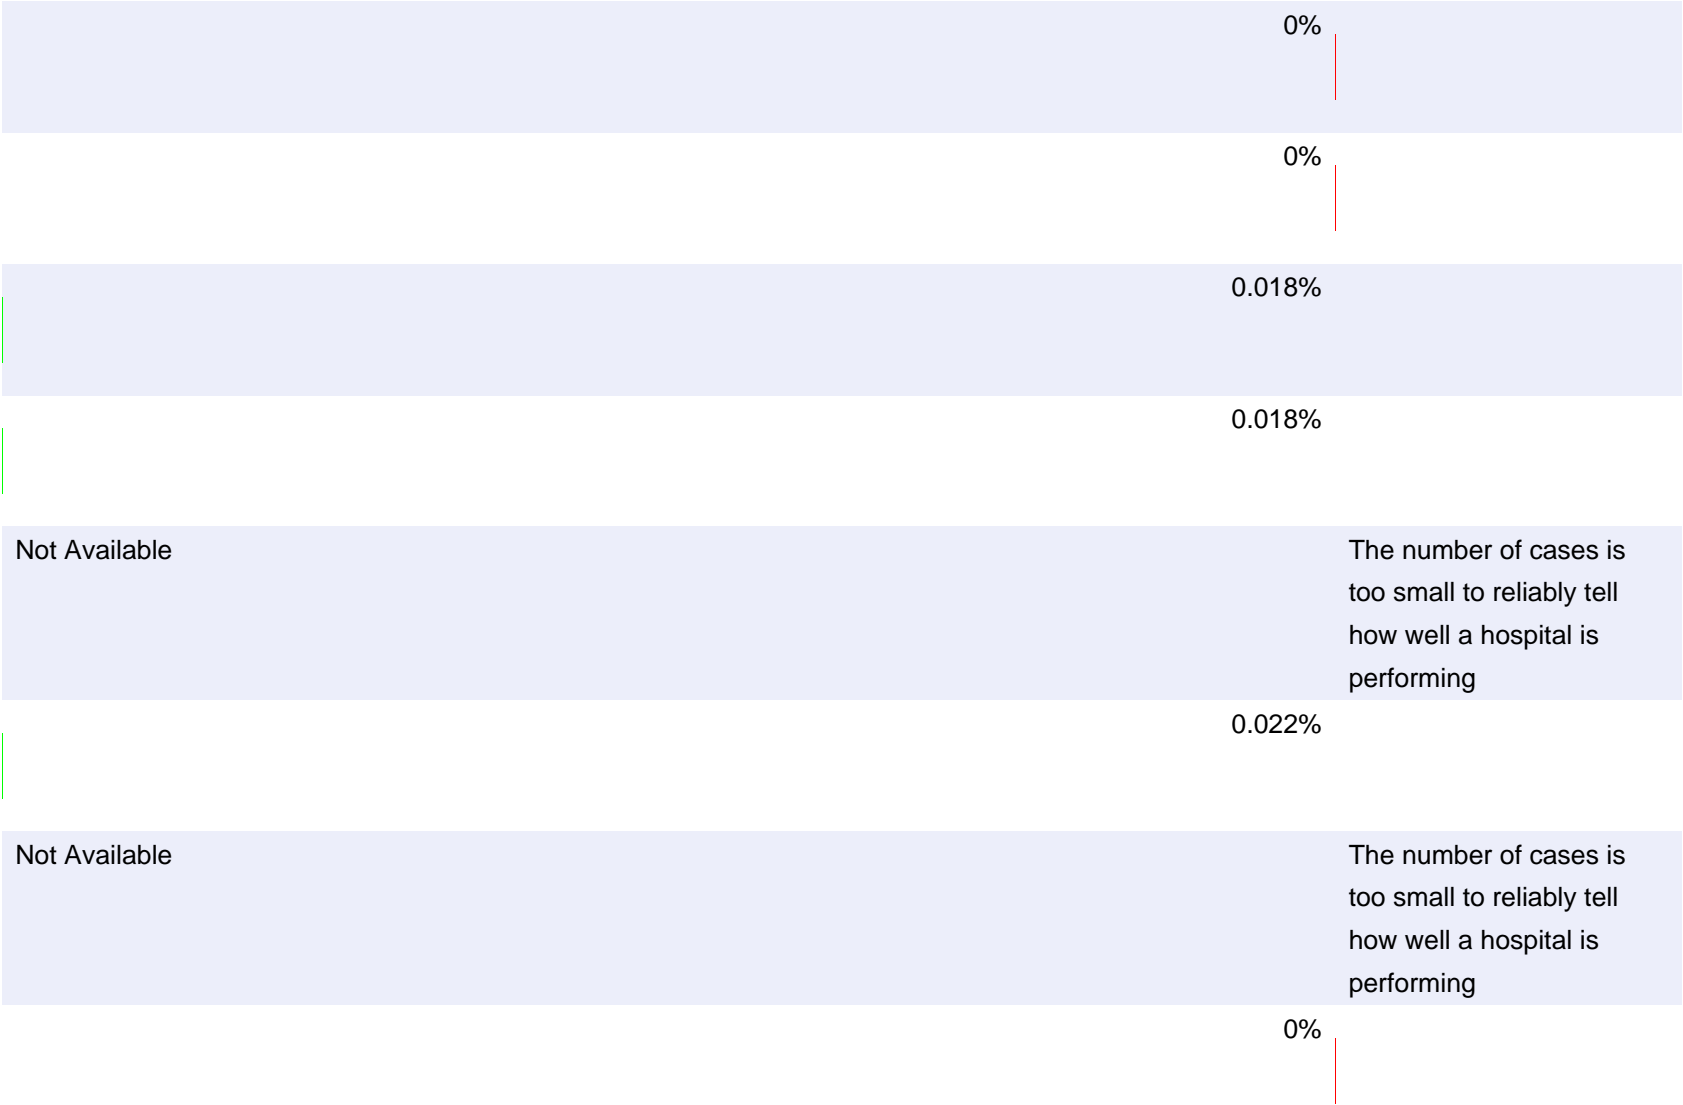 0%
0%
0.018%
0.018%
Not Available
The number of cases is
too small to reliably tell
how well a hospital is
performing
0.022%
Not Available
The number of cases is
too small to reliably tell
how well a hospital is
performing
0%